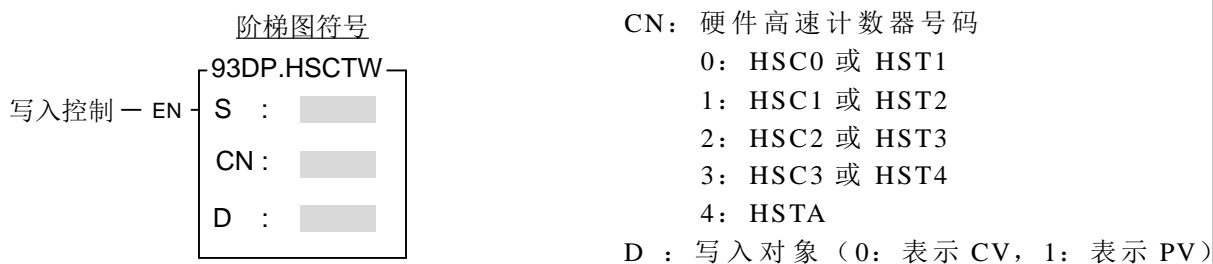 阶梯图符号
93DP.HSCTW
写入控制 — EN
S :
CN :
D :
CN: 硬件高速计数器号码
0: HSC0 或 HST1
1: HSC1 或 HST2
2: HSC2 或 HST3
3: HSC3 或 HST4
4: HSTA
D : 写入对象（0: 表示 CV，1: 表示 PV）